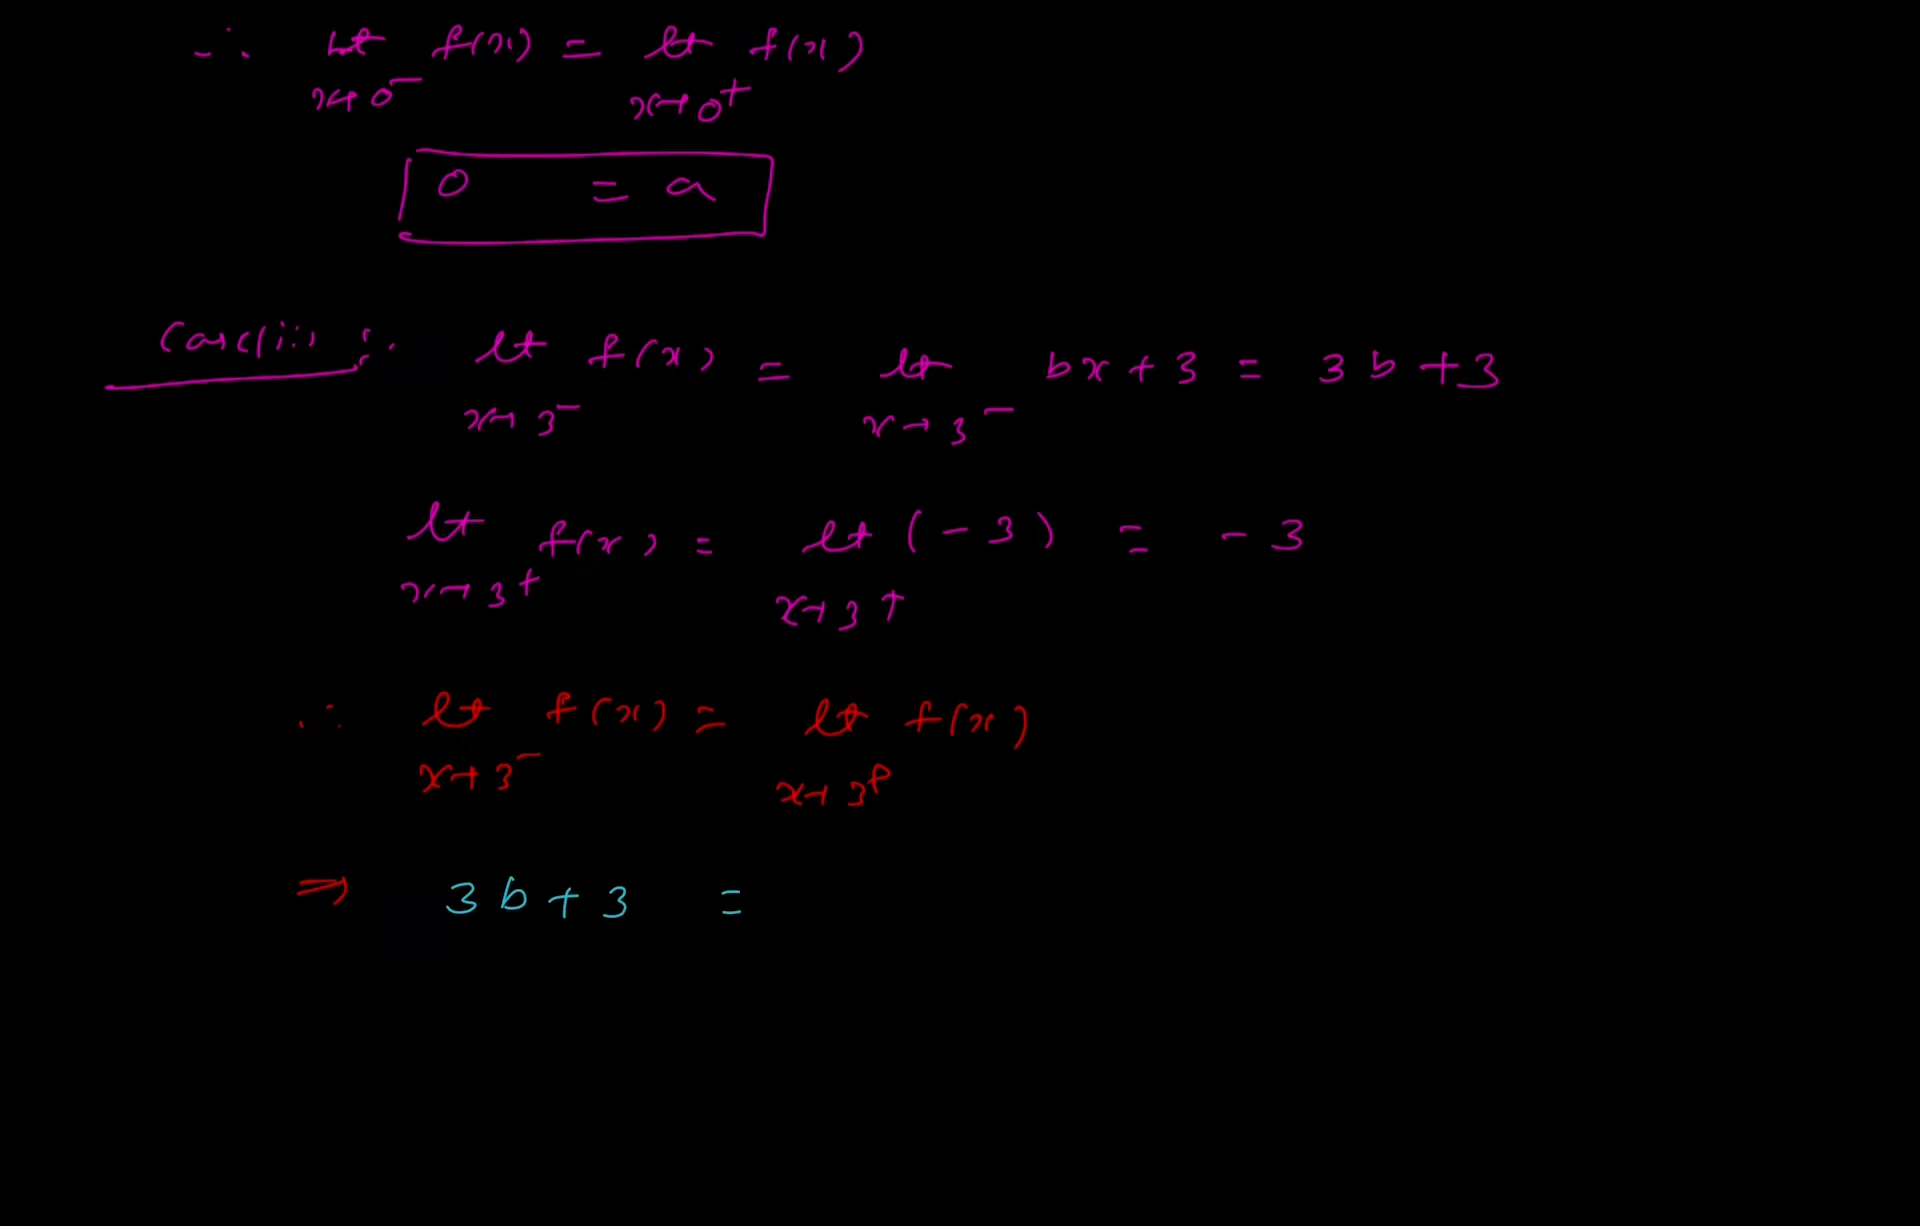 ∴ lt f(x) = lt f(x)
x→0⁻ x→0⁺
0 = a
Case(iii) : lt f(x) = lt bx+3 = 3b+3
x→3⁻ x→3⁻
lt f(x) = lt (-3) = -3
x→3⁺ x→3⁺
∴ lt f(x) = lt f(x)
x→3⁻ x→3⁺
⇒ 3b+3 =